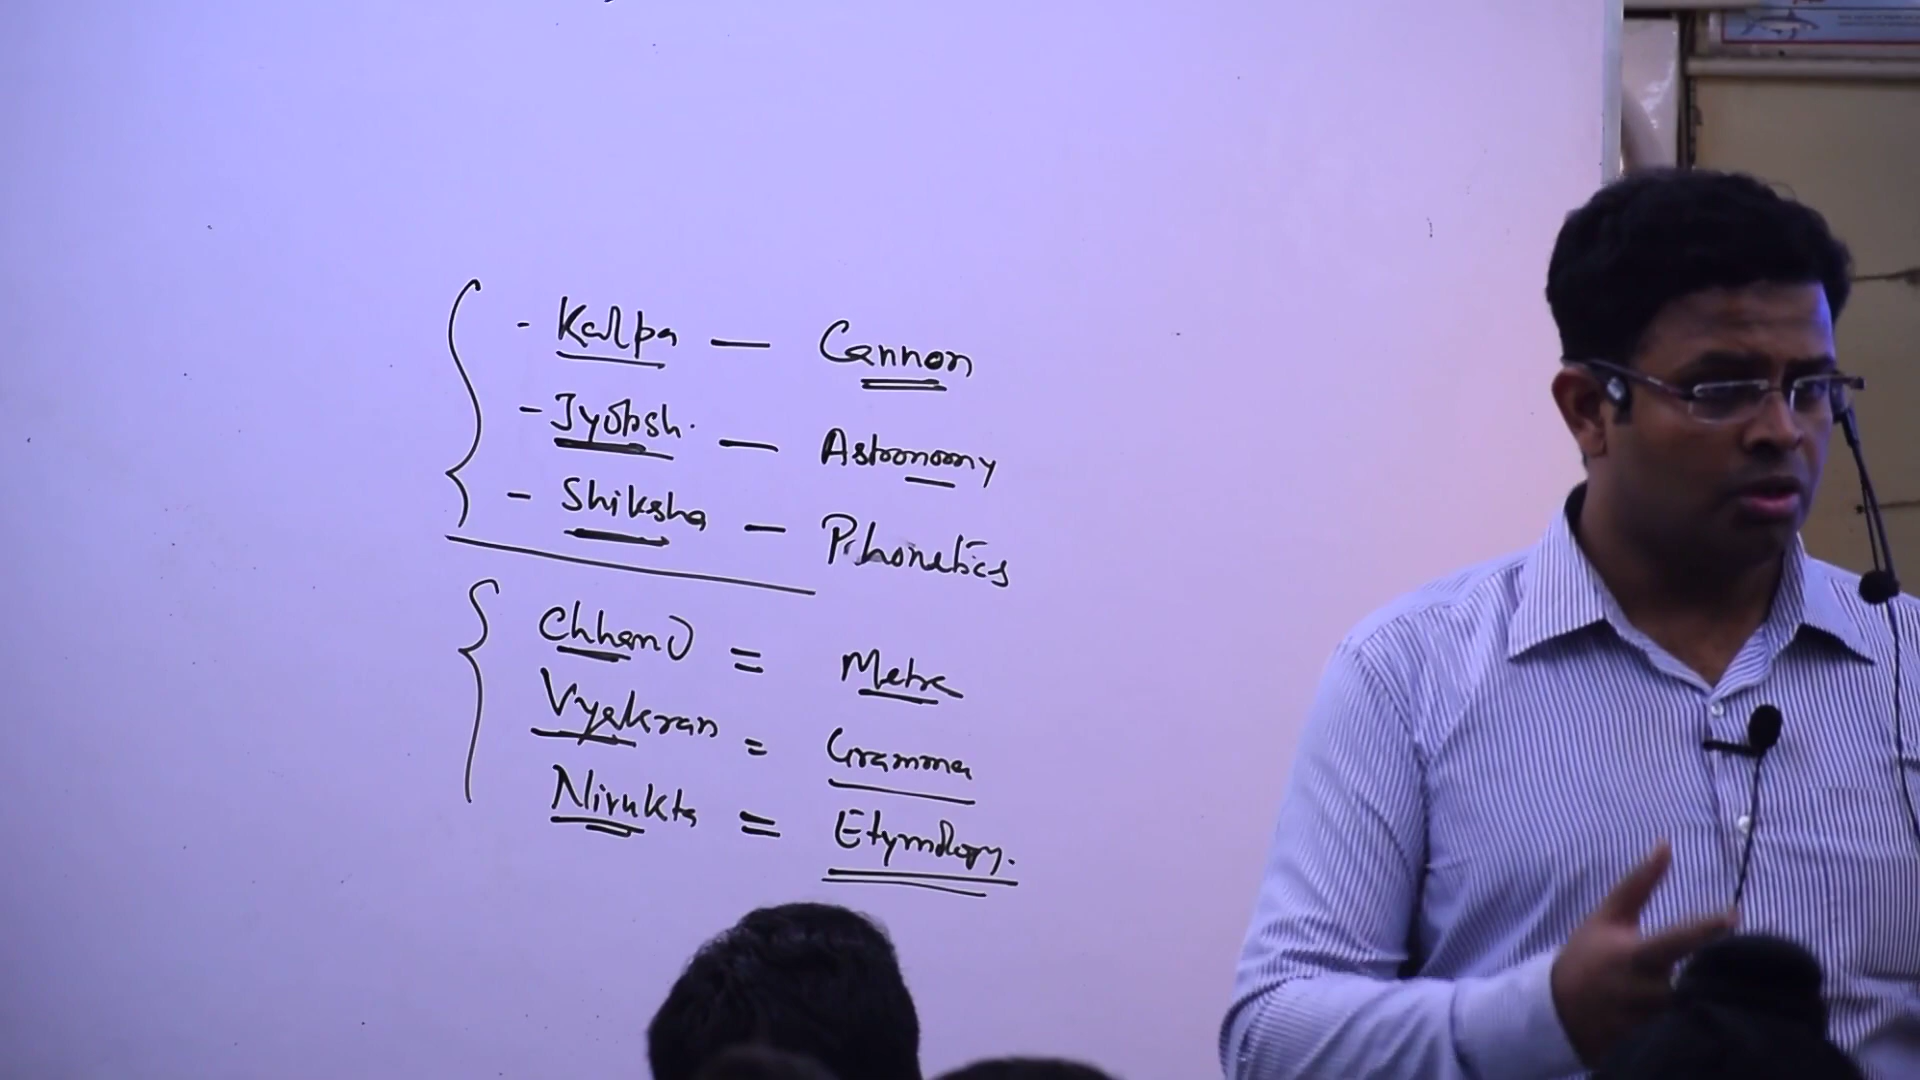 - Kalpa — Cannon
- Jyotish. — Astronomy
- Shiksha — Phonetics
Chhand = Metre
Vyakran = Grammar
Nirukta = Etymology.